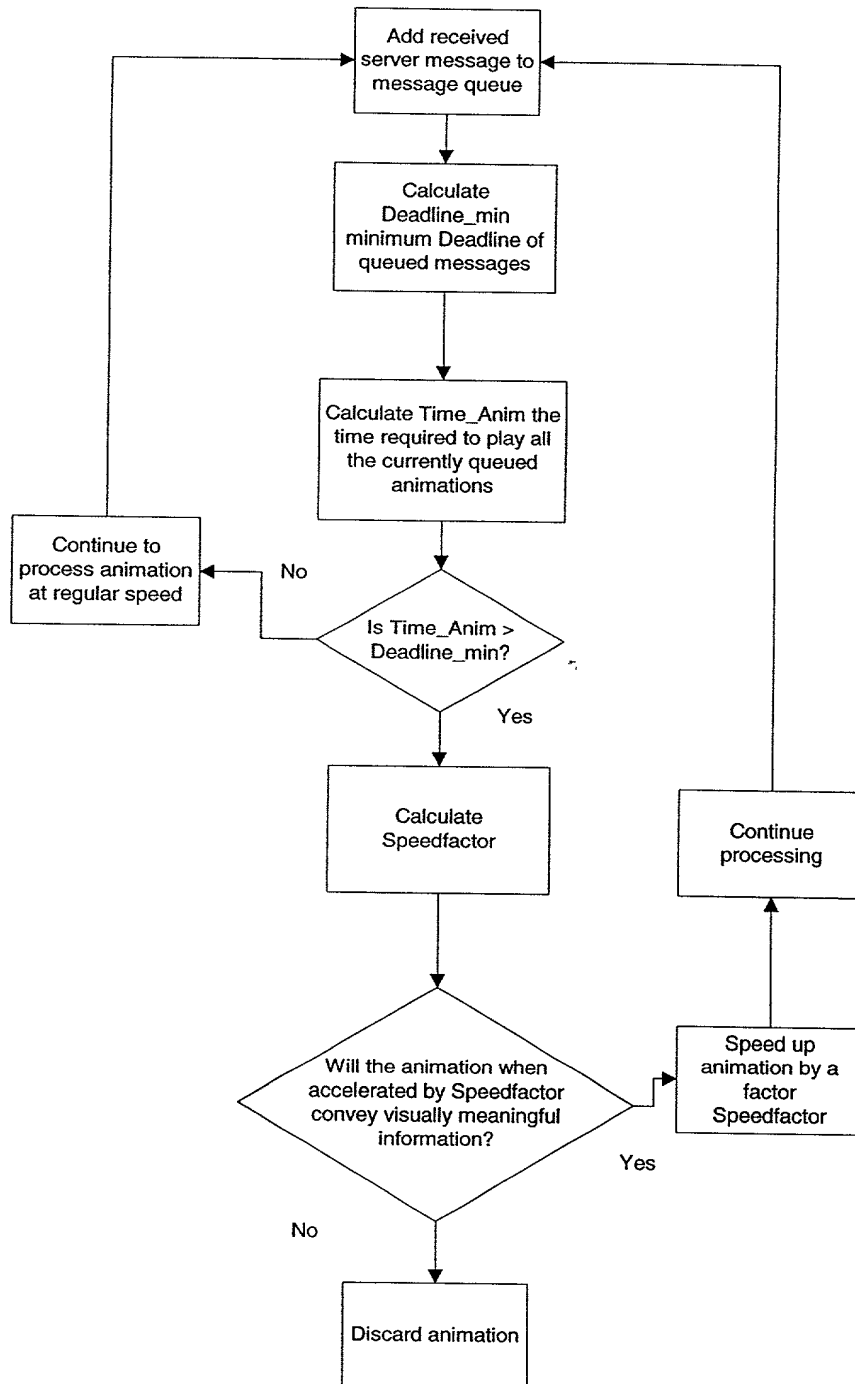 Add received
server message to
message queue
Calculate
Deadline_min
minimum Deadline of
queued messages
Calculate Time_Anim the
time required to play all
the currently queued
animations
Continue to
process animation
at regular speed
No
Is Time_Anim >
Deadline_min?
Yes
Calculate
Speedfactor
Continue
processing
Will the animation when
accelerated by Speedfactor
convey visually meaningful
information?
Speed up
animation by a
factor
Speedfactor
Yes
No
Discard animation